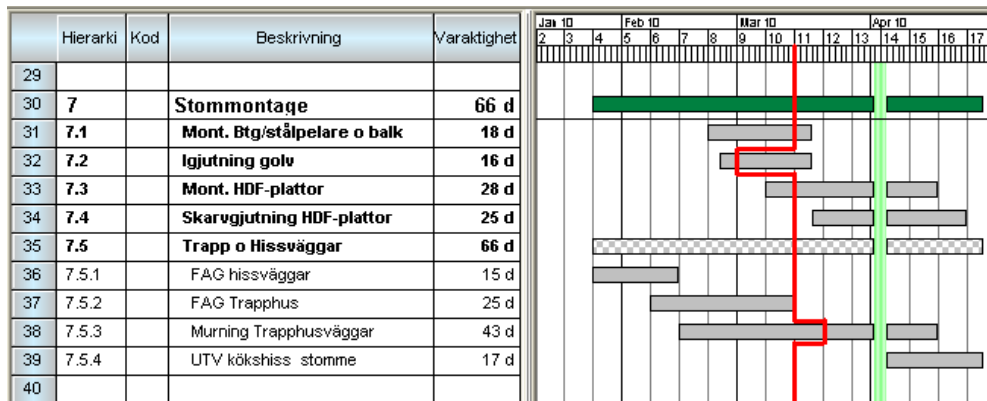 Hierarki Kod Beskrivning Varaktighet
Jan 10 Feb 10 Mar 10 Apr 10
2 3 4 5 6 7 8 9 10 11 12 13 14 15 16 17
29
30 7 Stommontage 66 d
31 7.1 Mont. Btg/stålpelare o balk 18 d
32 7.2 Igjutning golv 16 d
33 7.3 Mont. HDF-plattor 28 d
34 7.4 Skarvgjutning HDF-plattor 25 d
35 7.5 Trapp o Hissväggar 66 d
36 7.5.1 FAG hissväggar 15 d
37 7.5.2 FAG Trapphus 25 d
38 7.5.3 Murning Trapphusväggar 43 d
39 7.5.4 UTV kökshiss stomme 17 d
40